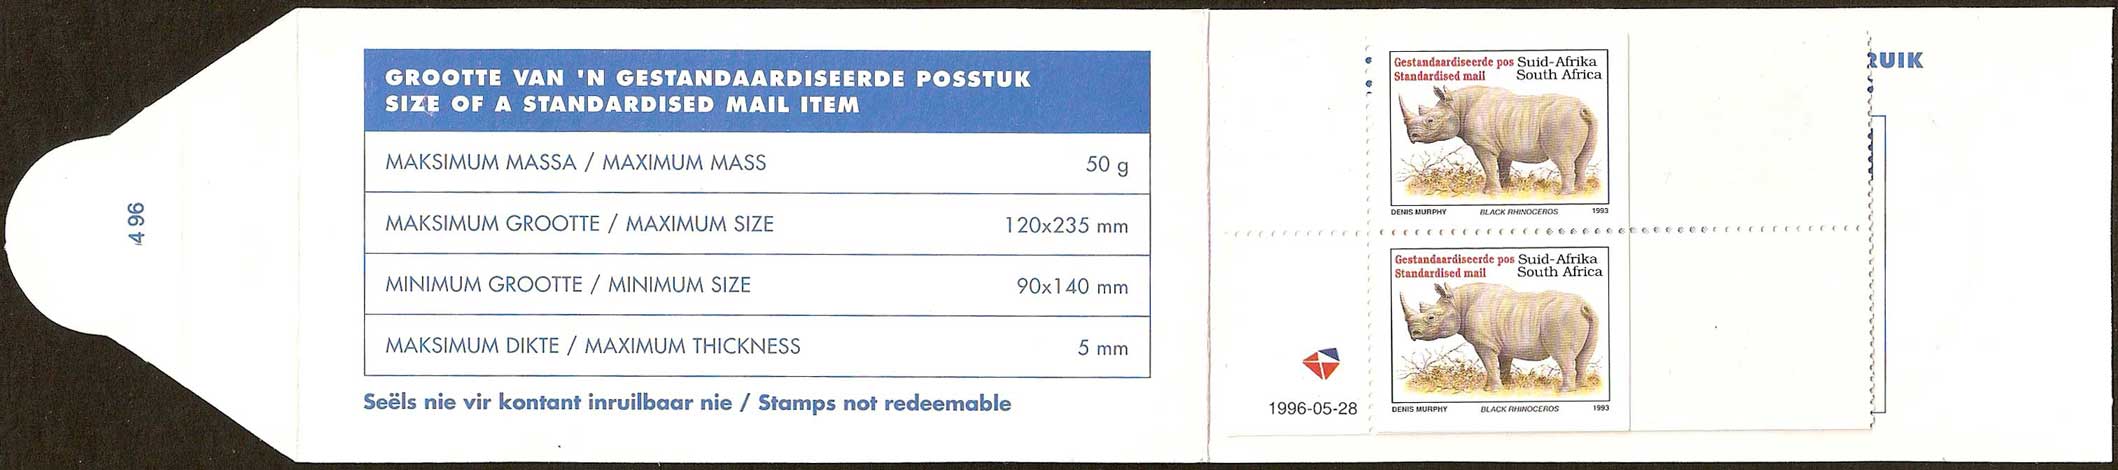 496
GROOTTE VAN 'N GESTANDAARDISEERDE POSSTUK
SIZE OF A STANDARDISED MAIL ITEM
MAKSIMUM MASSA / MAXIMUM MASS 50 g
MAKSIMUM GROOTTE / MAXIMUM SIZE 120x235 mm
MINIMUM GROOTTE / MINIMUM SIZE 90x140 mm
MAKSIMUM DIKTE / MAXIMUM THICKNESS 5 mm
Seëls nie vir kontant inruilbaar nie / Stamps not redeemable
Gestandaardiseerde pos Suid-Afrika
Standardised mail South Africa
DENIS MURPHY BLACK RHINOCEROS 1993
Gestandaardiseerde pos Suid-Afrika
Standardised mail South Africa
DENIS MURPHY BLACK RHINOCEROS 1993
1996-05-28
RUIK